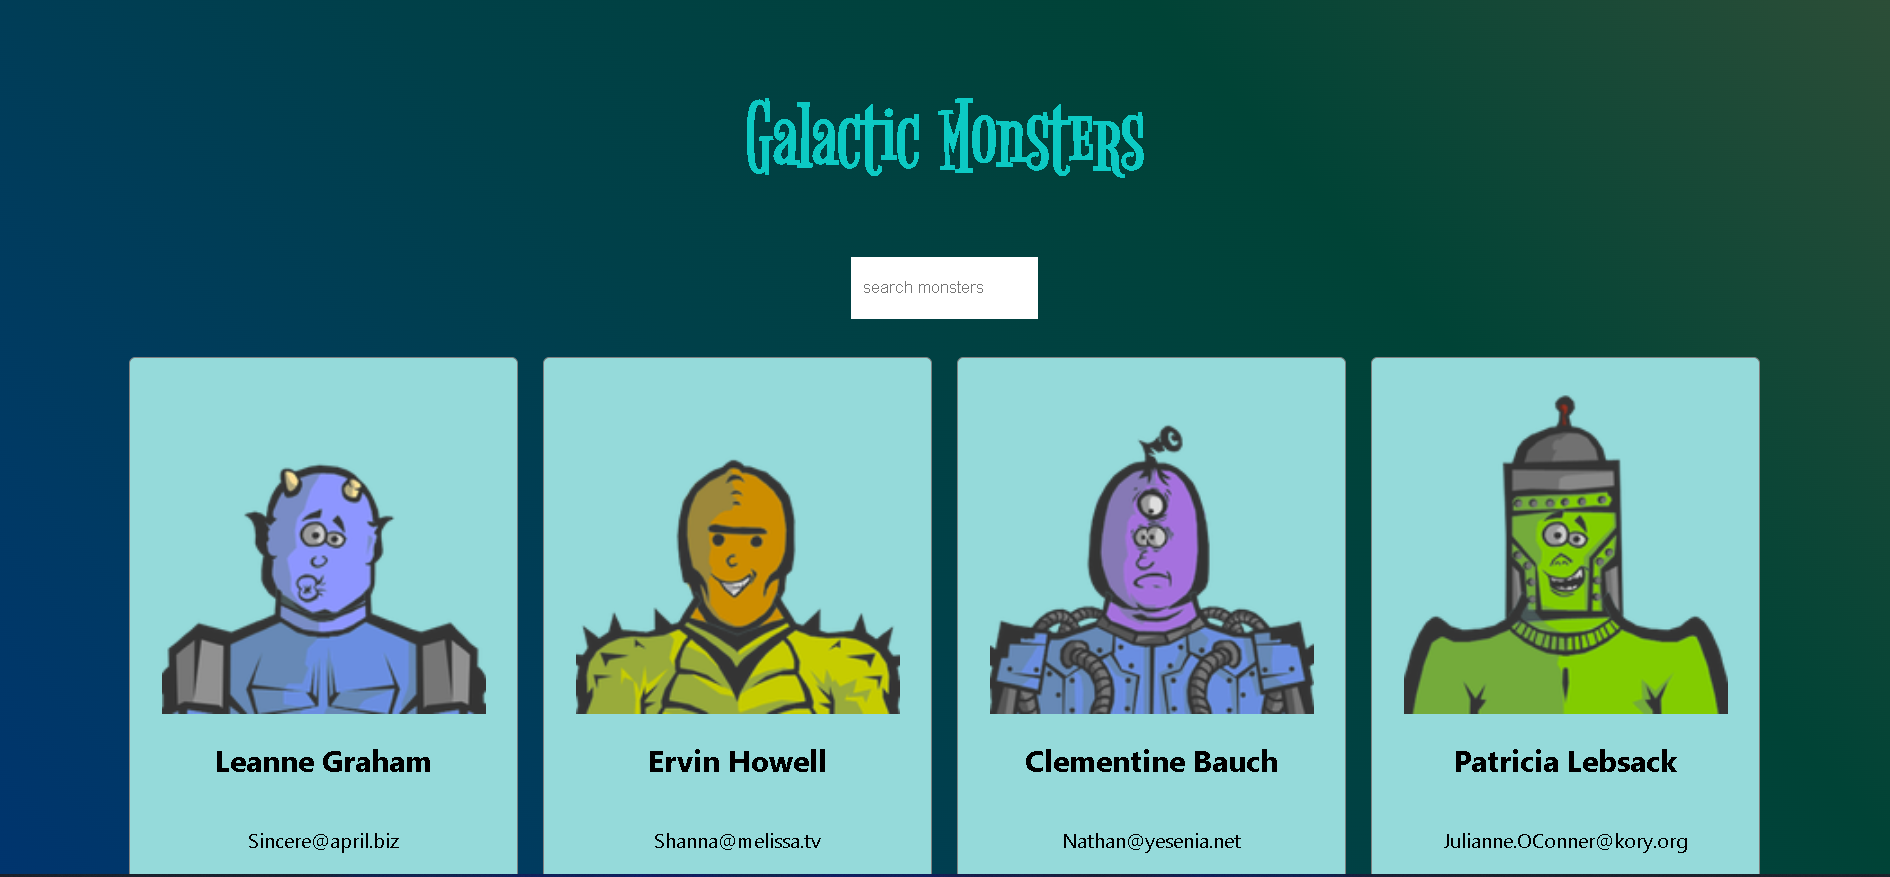 Galactic Monsters
search monsters
Leanne Graham
Ervin Howell
Clementine Bauch
Patricia Lebsack
Sincere@april.biz
Shanna@melissa.tv
Nathan@yesenia.net
Julianne.OConner@kory.org